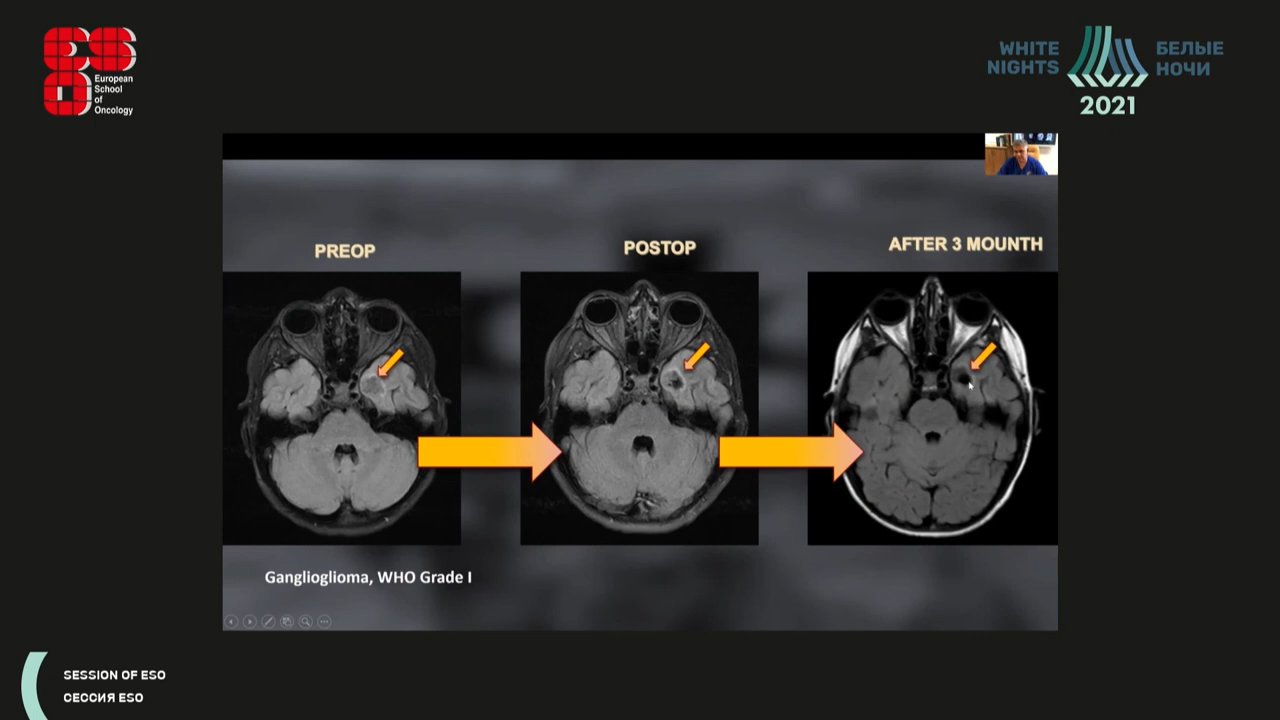 European
School
of
Oncology
WHITE
NIGHTS
БЕЛЫЕ
НОЧИ
2021
PREOP
POSTOP
AFTER 3 MOUNTH
Ganglioglioma, WHO Grade I
SESSION OF ESO
СЕССИЯ ESO